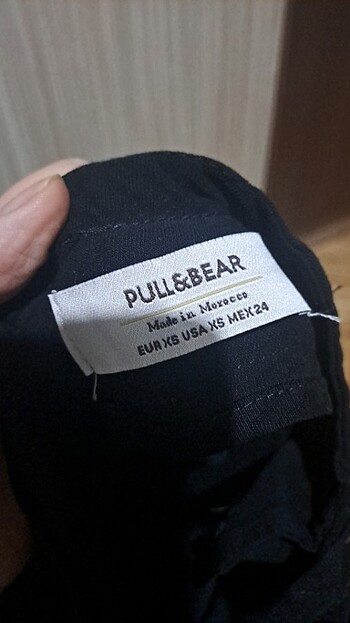 PULL&BEAR
Made in Morocco
EUR XS USA XS MEX 24